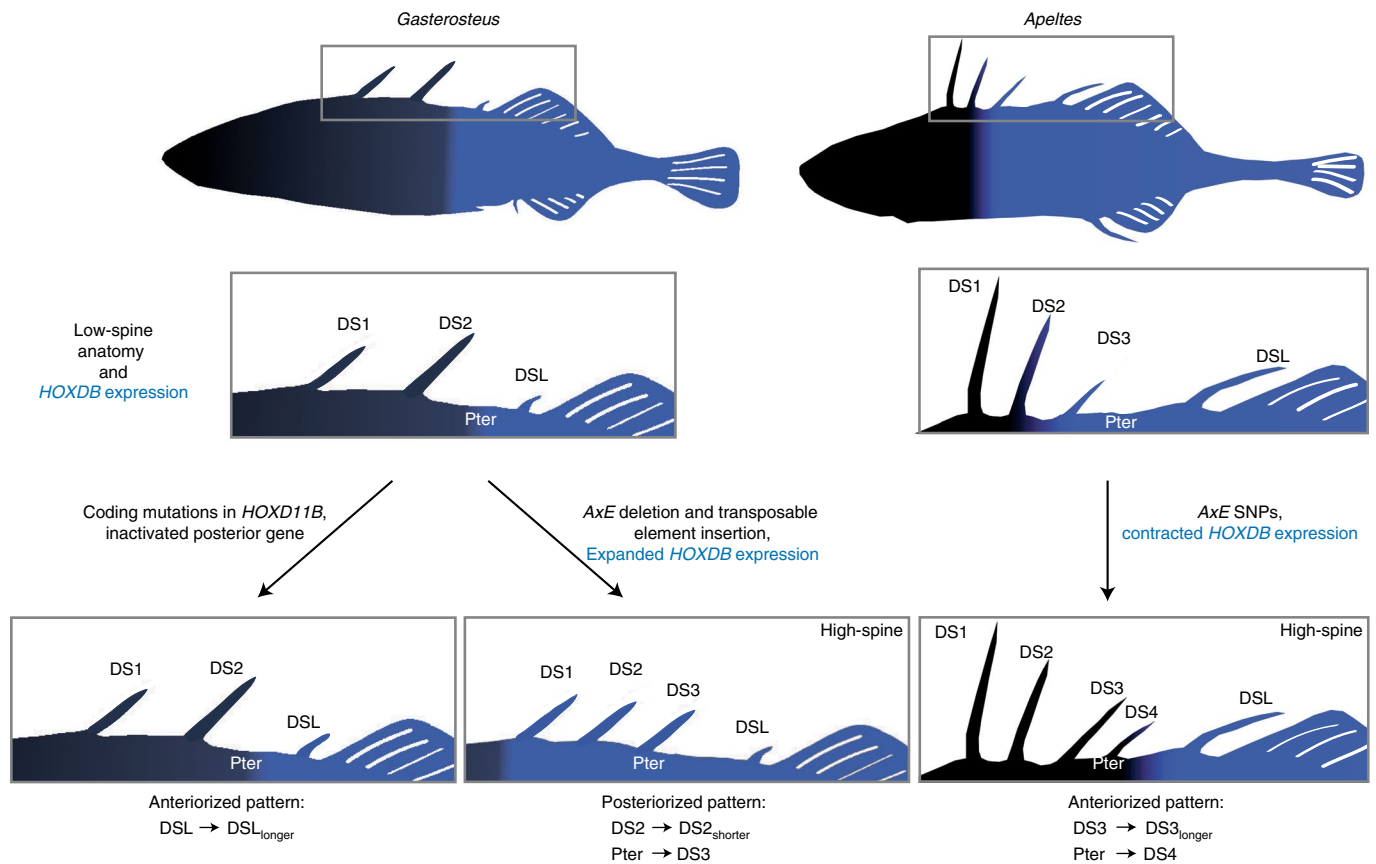 Gasterosteus
Apeltes
Low-spine
anatomy
and
HOXDB expression
DS1
DS2
DSL
Pter
DS1
DS2
DS3
DSL
Pter
Coding mutations in HOXD11B,
inactivated posterior gene
AxE deletion and transposable
element insertion,
Expanded HOXDB expression
AxE SNPs,
contracted HOXDB expression
DS1
DS2
DSL
Pter
High-spine
DS1
DS2
DS3
DSL
High-spine
DS1
DS2
DS3
DS4
DSL
Pter
Anteriorized pattern:
DSL → DSLlonger
Posteriorized pattern:
DS2 → DS2shorter
Pter → DS3
Anteriorized pattern:
DS3 → DS3longer
Pter → DS4